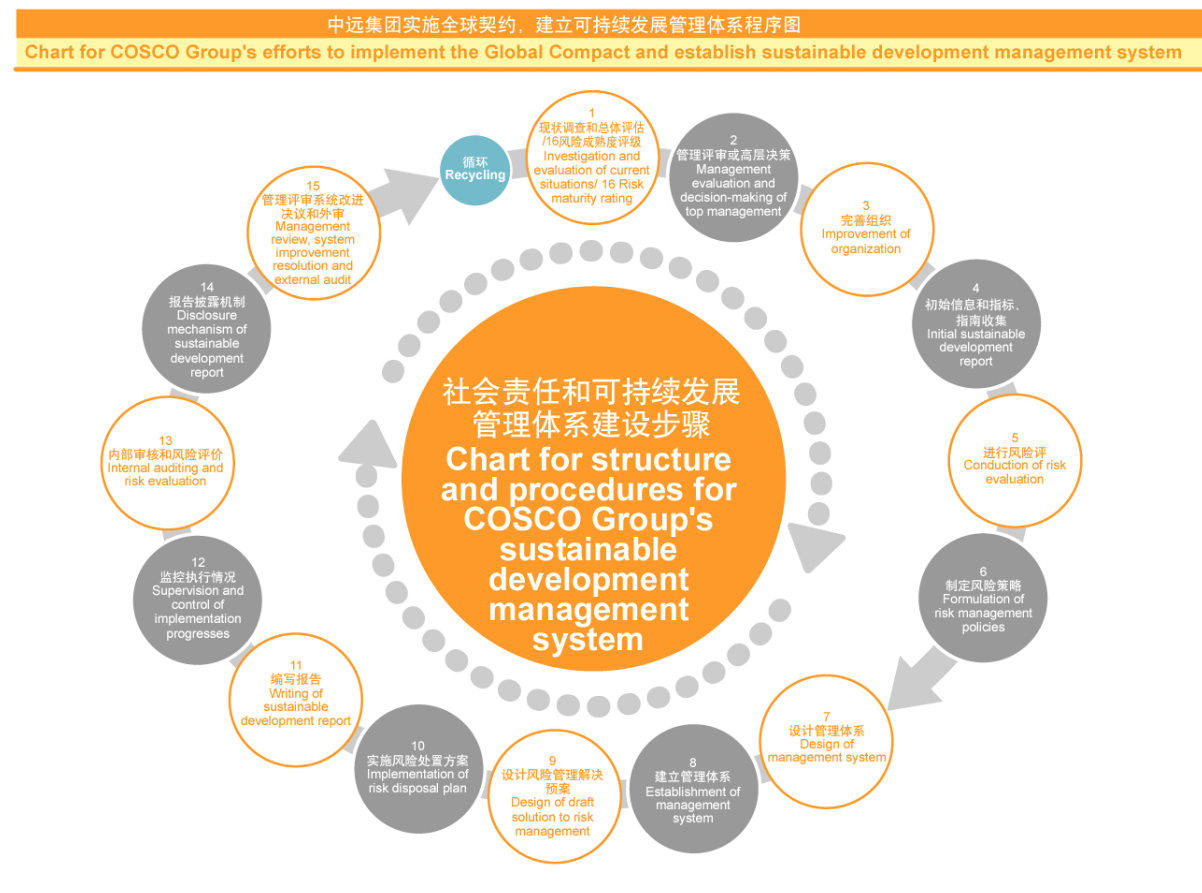 中远集团实施全球契约，建立可持续发展管理体系程序图
Chart for COSCO Group's efforts to implement the Global Compact and establish sustainable development management system
循环
Recycling
1
现状调查和总体评估
/16风险成熟度评级
Investigation and
evaluation of current
situations/ 16 Risk
maturity rating
2
管理评审或高层决策
Management
evaluation and
decision-making of
top management
3
完善组织
Improvement of
organization
4
初始信息和指标、
指南收集
Initial sustainable
development
report
5
进行风险评
Conduction of risk
evaluation
6
制定风险策略
Formulation of
risk management
policies
7
设计管理体系
Design of
management system
8
建立管理体系
Establishment of
management
system
9
设计风险管理解决
预案
Design of draft
solution to risk
management
10
实施风险处置方案
Implementation of
risk disposal plan
11
编写报告
Writing of
sustainable
development report
12
监控执行情况
Supervision and
control of
implementation
progresses
13
内部审核和风险评价
Internal auditing and
risk evaluation
14
报告披露机制
Disclosure
mechanism of
sustainable
development
report
15
管理评审系统改进
决议和外审
Management
review, system
improvement
resolution and
external audit
社会责任和可持续发展
管理体系建设步骤
Chart for structure
and procedures for
COSCO Group's
sustainable
development
management
system